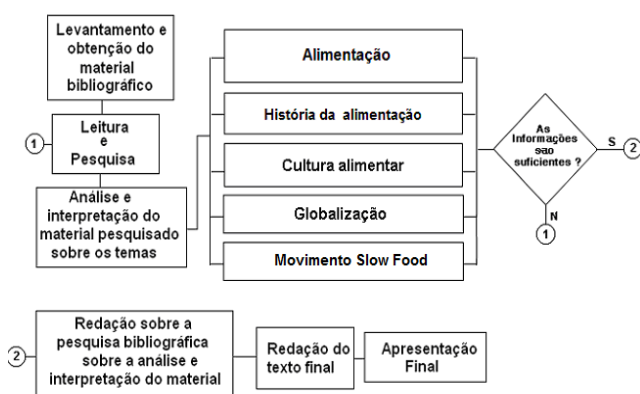 Levantamento e
obtenção do
material
bibliográfico
1
Leitura
e
Pesquisa
Análise e
interpretação do
material pesquisado
sobre os temas
Alimentação
História da alimentação
Cultura alimentar
Globalização
Movimento Slow Food
As
Informações
sao
suficientes ?
S
2
N
1
2
Redação sobre a
pesquisa bibliográfica
sobre a análise e
interpretação do material
Redação do
texto final
Apresentação
Final